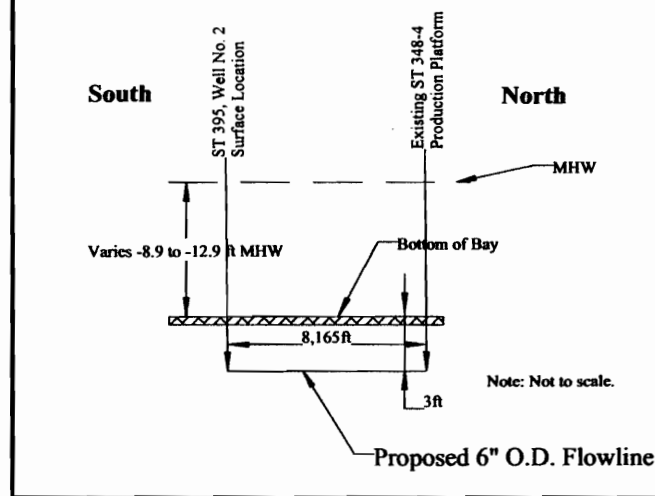 South
ST 395, Well No. 2
Surface Location
Existing ST 348-4
Production Platform
North
MHW
Varies -8.9 to -12.9 ft MHW
Bottom of Bay
8,165ft
Note: Not to scale.
3ft
Proposed 6" O.D. Flowline